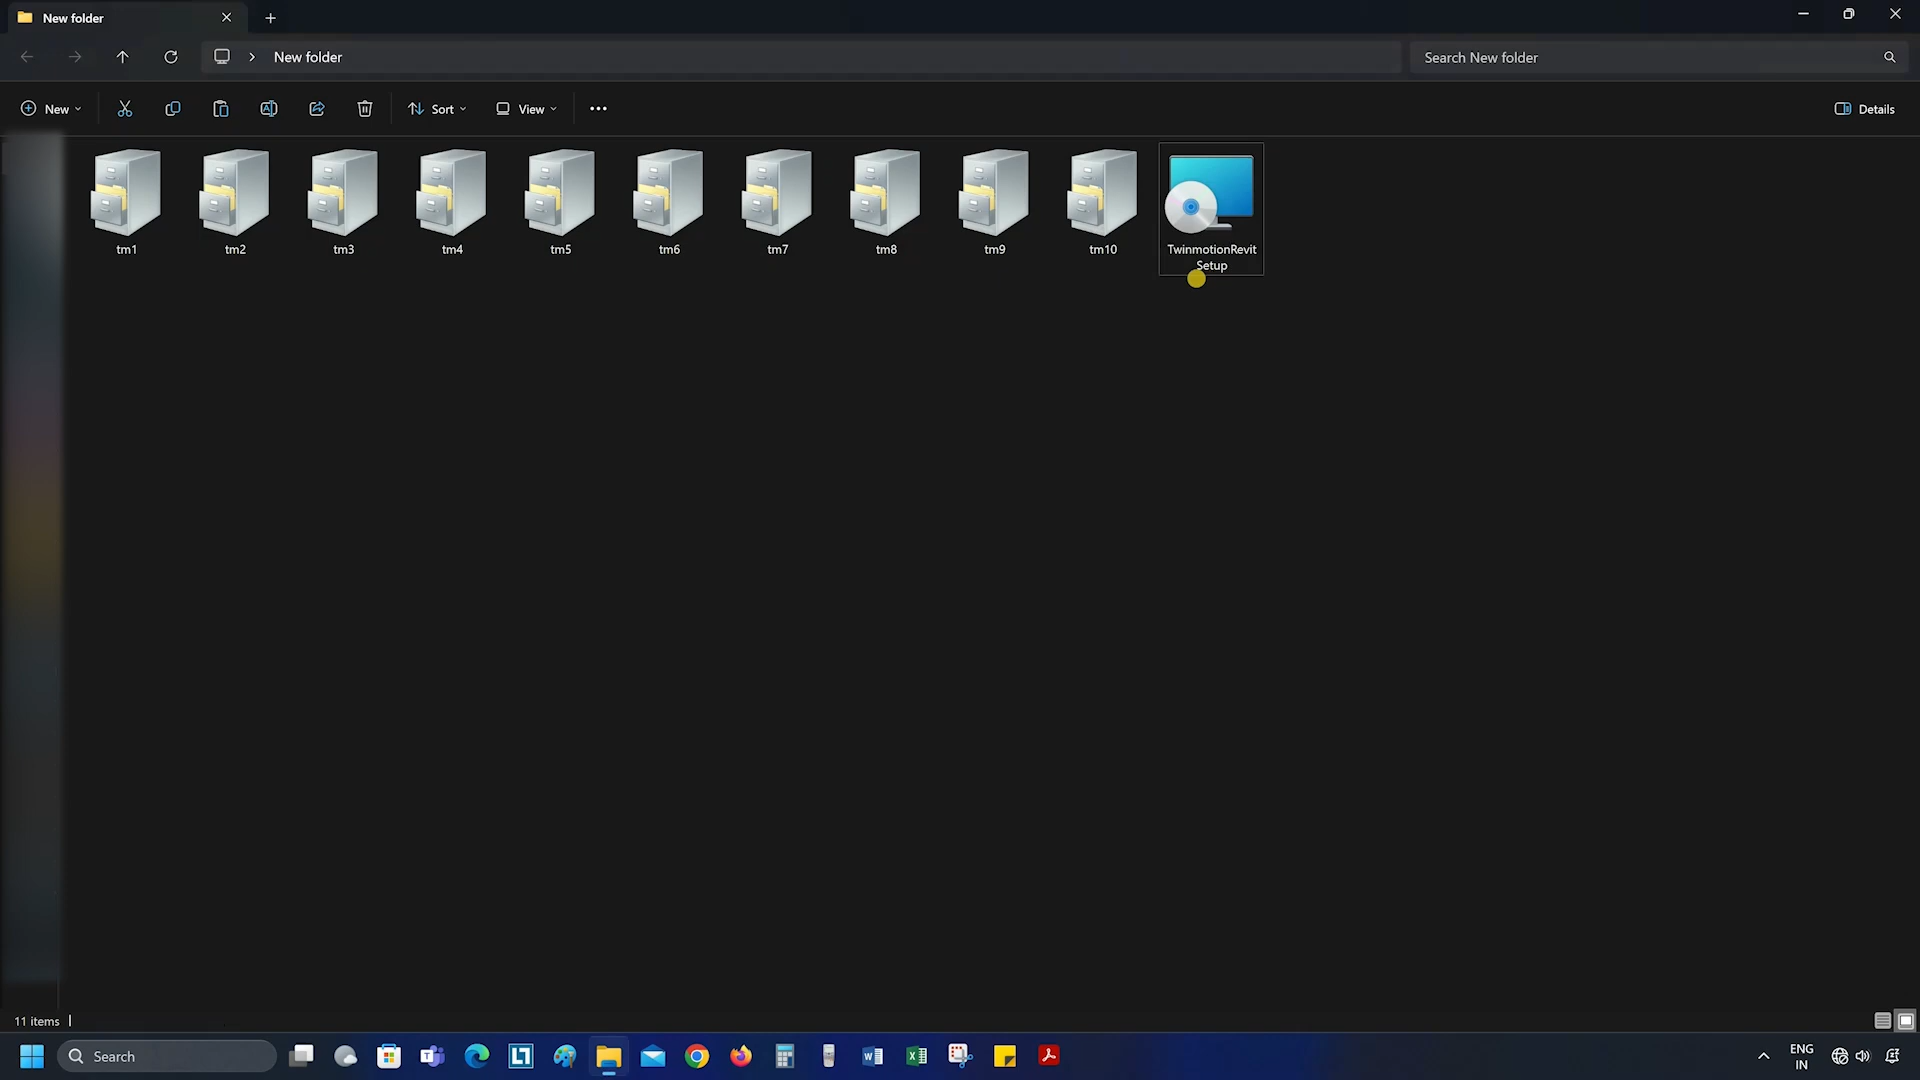 New folder
New folder
Search New folder
New
Sort
View
Details
tm1
tm2
tm3
tm4
tm5
tm6
tm7
tm8
tm9
tm10
TwinmotionRevit
Setup
11 items
Search
ENG
IN